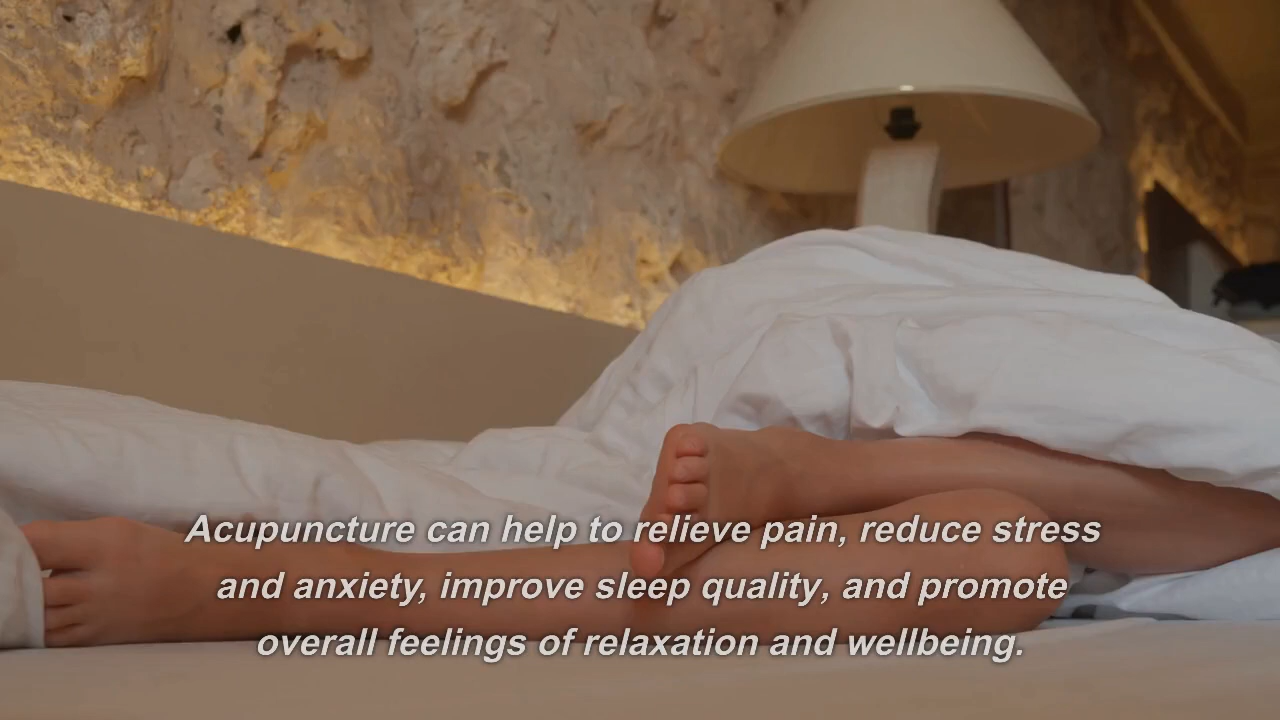 Acupuncture can help to relieve pain, reduce stress
and anxiety, improve sleep quality, and promote
overall feelings of relaxation and wellbeing.